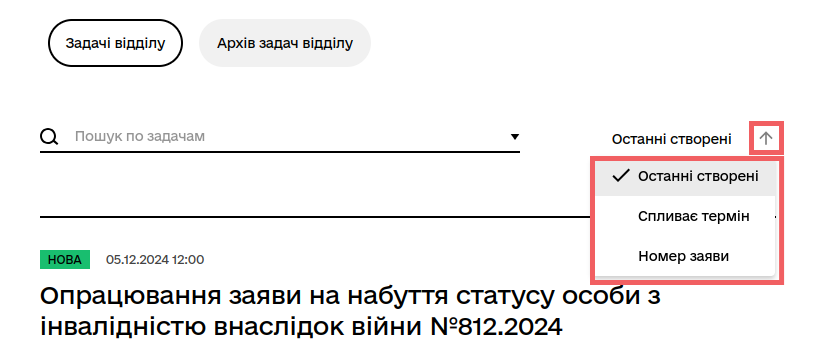 Задачі відділу
Архів задач відділу
Пошук по задачам
Останні створені
Останні створені
Спливає термін
Номер заяви
НОВА 05.12.2024 12:00
Опрацювання заяви на набуття статусу особи з
інвалідністю внаслідок війни №812.2024